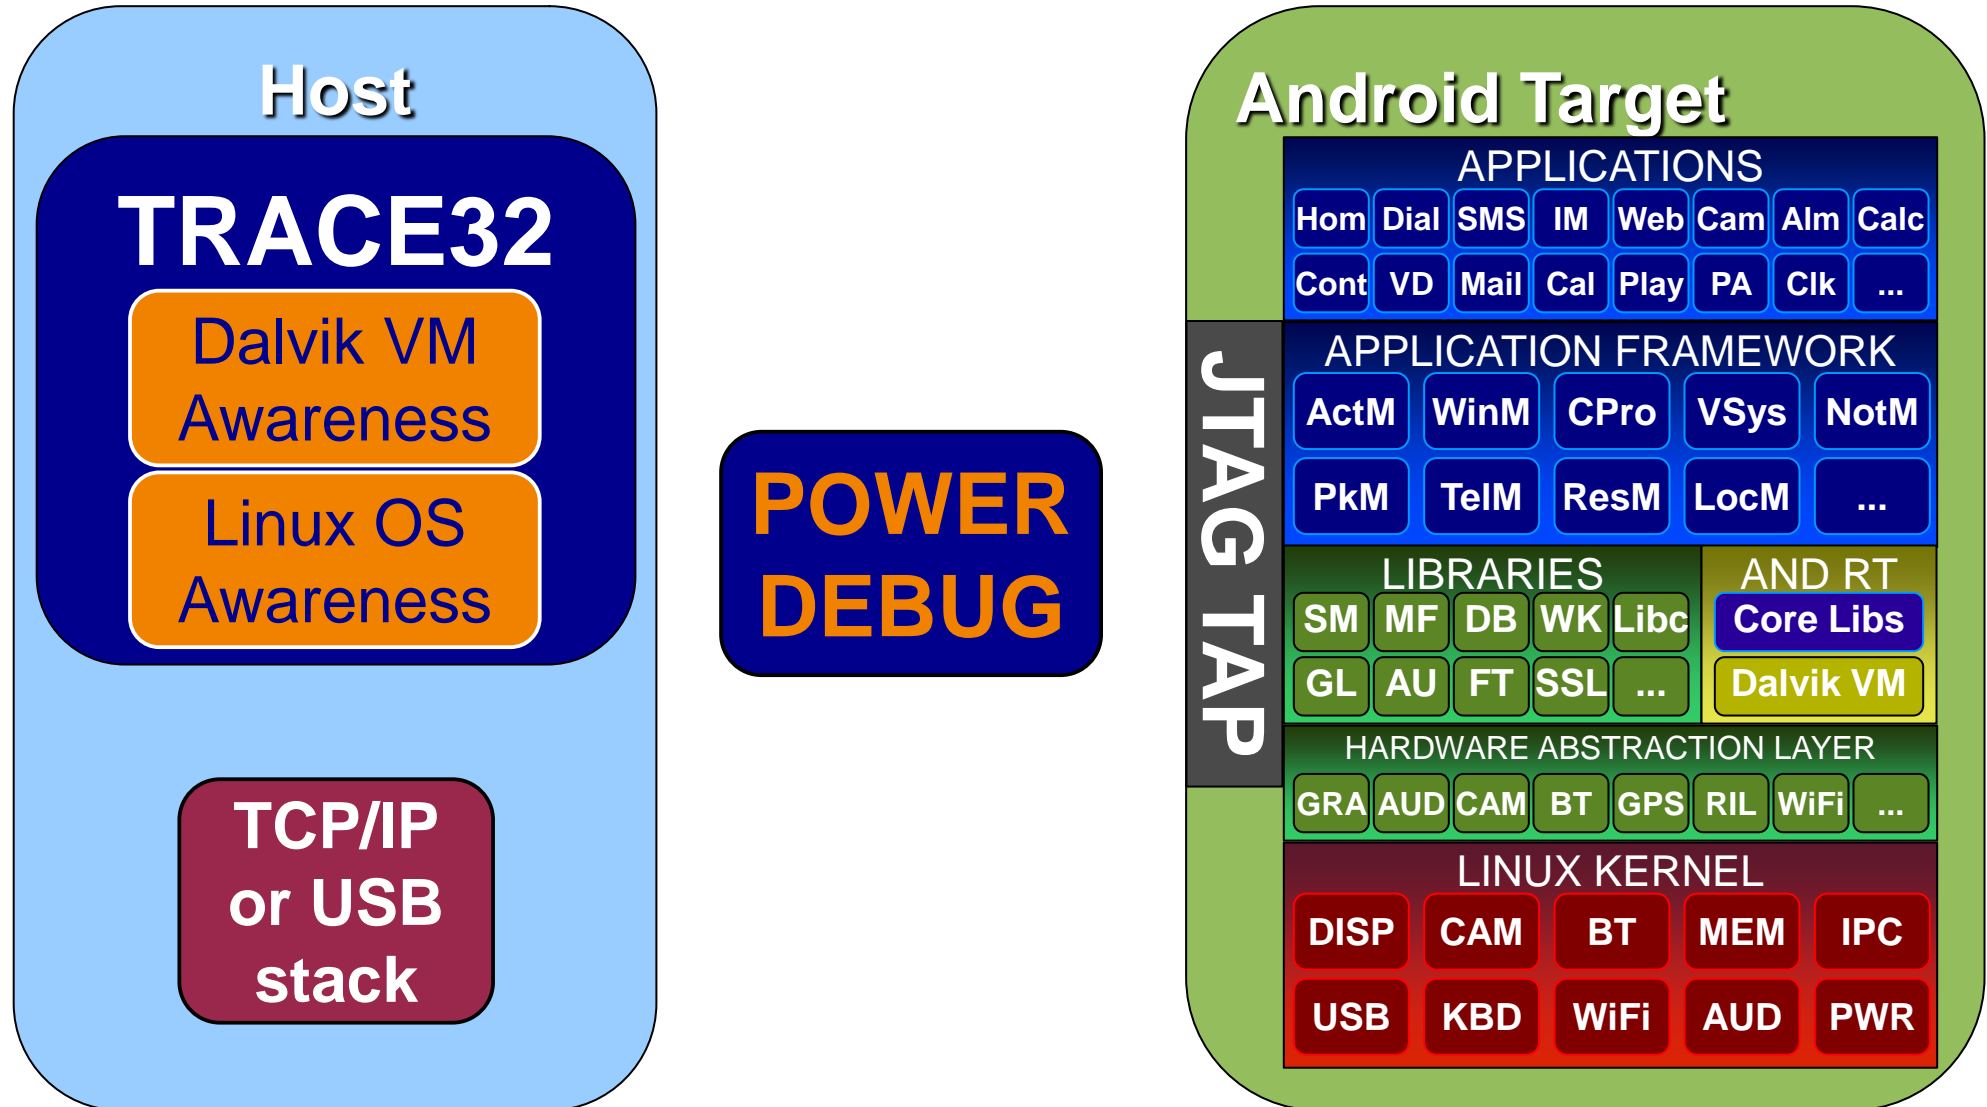 Host
TRACE32
Dalvik VM
Awareness
Linux OS
Awareness
TCP/IP
or USB
stack
POWER
DEBUG
Android Target
JTAG TAP
APPLICATIONS
Hom Dial SMS IM Web Cam Alm Calc
Cont VD Mail Cal Play PA Clk ...
APPLICATION FRAMEWORK
ActM WinM CPro VSys NotM
PkM TelM ResM LocM ...
LIBRARIES
SM MF DB WK Libc
GL AU FT SSL ...
AND RT
Core Libs
Dalvik VM
HARDWARE ABSTRACTION LAYER
GRA AUD CAM BT GPS RIL WiFi ...
LINUX KERNEL
DISP CAM BT MEM IPC
USB KBD WiFi AUD PWR